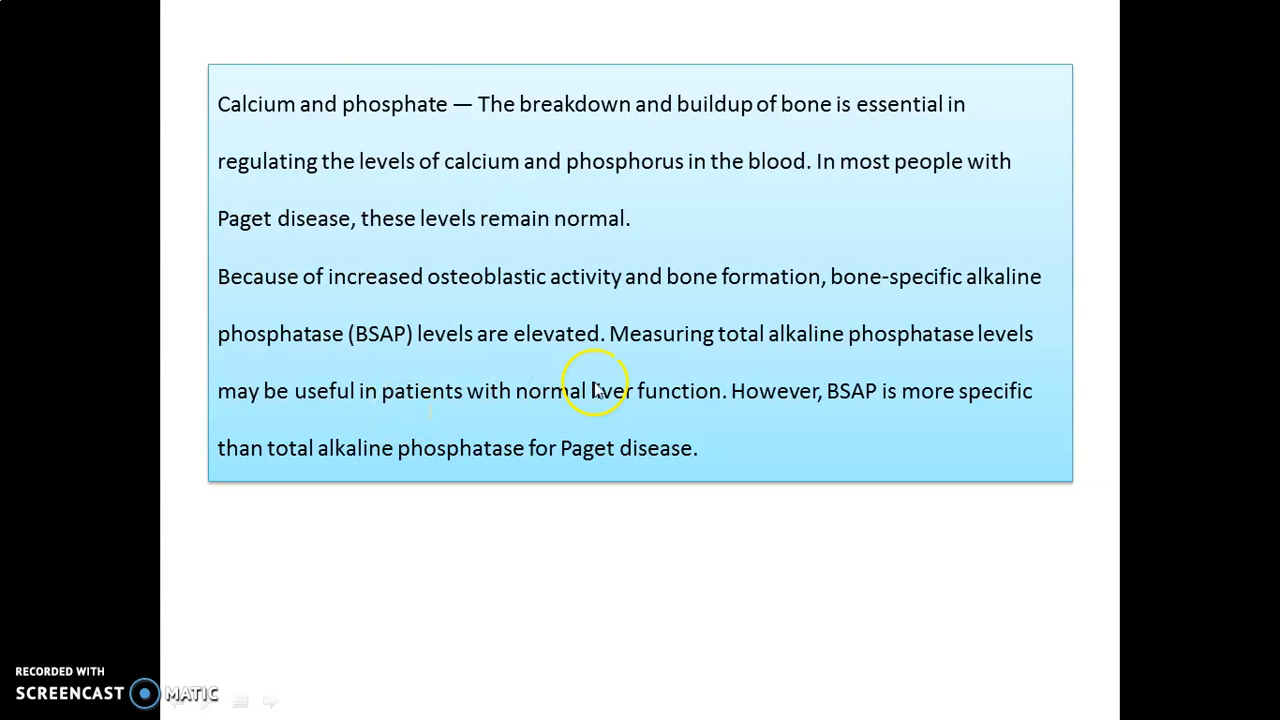 Calcium and phosphate — The breakdown and buildup of bone is essential in
regulating the levels of calcium and phosphorus in the blood. In most people with
Paget disease, these levels remain normal.
Because of increased osteoblastic activity and bone formation, bone-specific alkaline
phosphatase (BSAP) levels are elevated. Measuring total alkaline phosphatase levels
may be useful in patients with normal liver function. However, BSAP is more specific
than total alkaline phosphatase for Paget disease.
RECORDED WITH
SCREENCAST MATIC